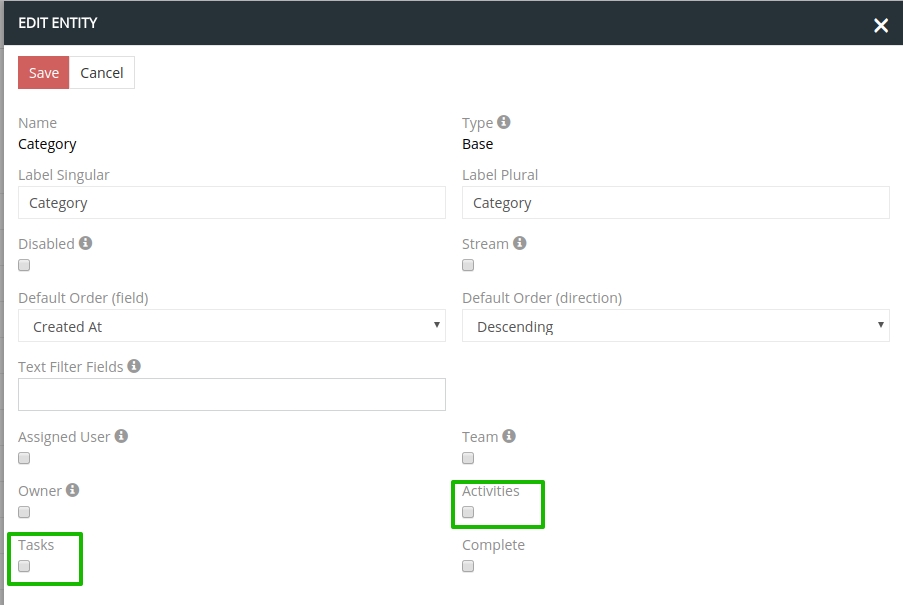 EDIT ENTITY
Save Cancel
Name Type
Category Base
Label Singular Label Plural
Category Category
Disabled Stream
Default Order (field) Default Order (direction)
Created At Descending
Text Filter Fields
Assigned User Team
Owner Activities
Tasks Complete